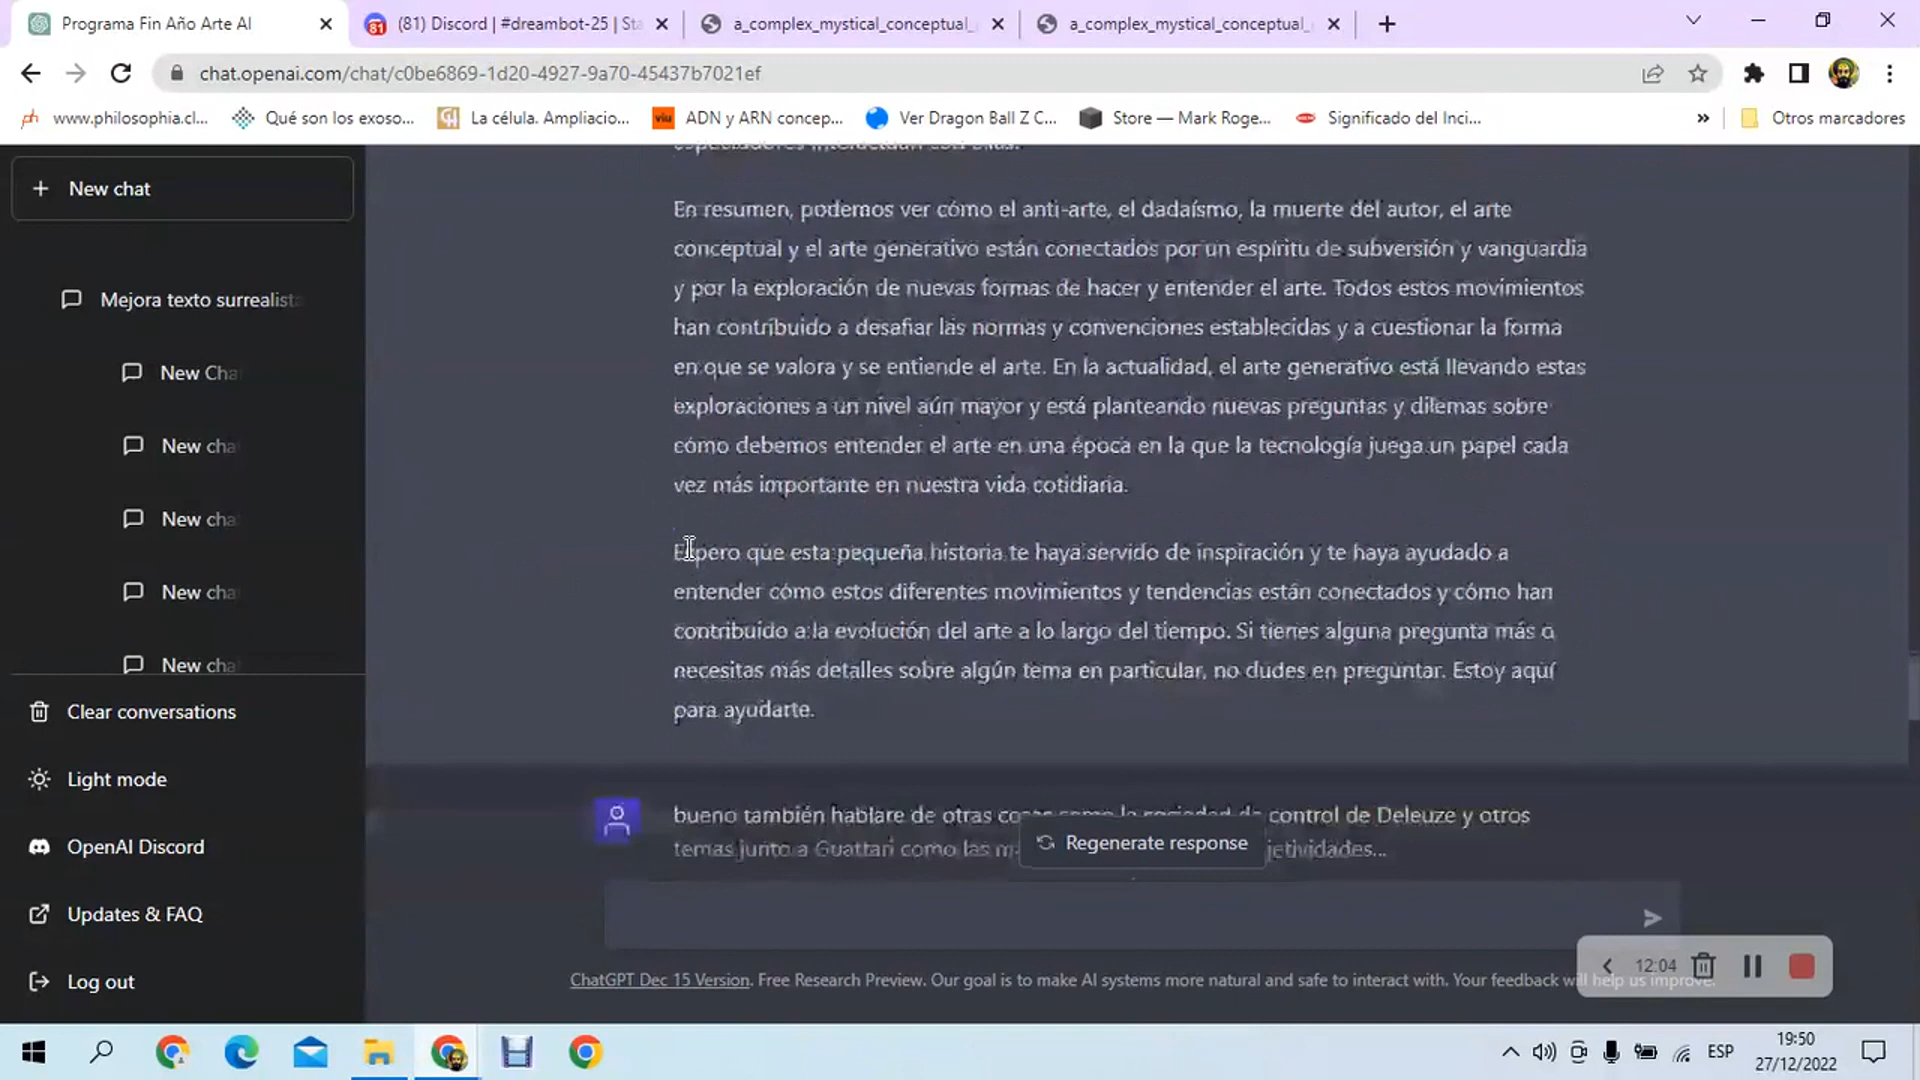 Programa Fin Año Arte AI
(81) Discord | #dreambot-25 | Sta
a_complex_mystical_conceptual_
a_complex_mystical_conceptual_
chat.openai.com/chat/c0be6869-1d20-4927-9a70-45437b7021ef
www.philosophia.cl...
Qué son los exoso...
La célula. Ampliacio...
viu
ADN y ARN concep...
Ver Dragon Ball Z C...
Store — Mark Roge...
Significado del Inci...
»
Otros marcadores
+ New chat
Mejora texto surrealista
New Cha
New cha
New cha
New cha
New cha
Clear conversations
Light mode
OpenAI Discord
Updates & FAQ
Log out
En resumen, podemos ver cómo el anti-arte, el dadaísmo, la muerte del autor, el arte
conceptual y el arte generativo están conectados por un espíritu de subversión y vanguardia
y por la exploración de nuevas formas de hacer y entender el arte. Todos estos movimientos
han contribuido a desafiar las normas y convenciones establecidas y a cuestionar la forma
en que se valora y se entiende el arte. En la actualidad, el arte generativo está llevando estas
exploraciones a un nivel aún mayor y está planteando nuevas preguntas y dilemas sobre
cómo debemos entender el arte en una época en la que la tecnología juega un papel cada
vez más importante en nuestra vida cotidiana.
Espero que esta pequeña historia te haya servido de inspiración y te haya ayudado a
entender cómo estos diferentes movimientos y tendencias están conectados y cómo han
contribuido a la evolución del arte a lo largo del tiempo. Si tienes alguna pregunta más o
necesitas más detalles sobre algún tema en particular, no dudes en preguntar. Estoy aquí
para ayudarte.
bueno también hablare de otras cosas como la sociedad de control de Deleuze y otros
temas junto a Guattari como las
Regenerate response
ChatGPT Dec 15 Version. Free Research Preview. Our goal is to make AI systems more natural and safe to interact with. Your feedback will help us improve.
12:04
ESP
19:50
27/12/2022